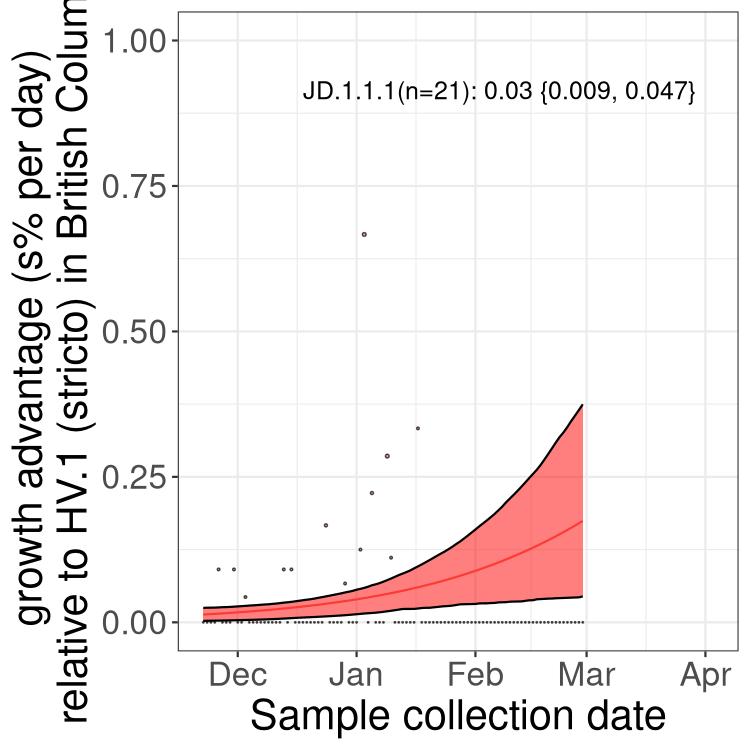 growth advantage (s% per day)
relative to HV.1 (stricto) in British Colum
1.00
0.75
0.50
0.25
0.00
JD.1.1.1(n=21): 0.03 {0.009, 0.047}
Dec Jan Feb Mar Apr
Sample collection date